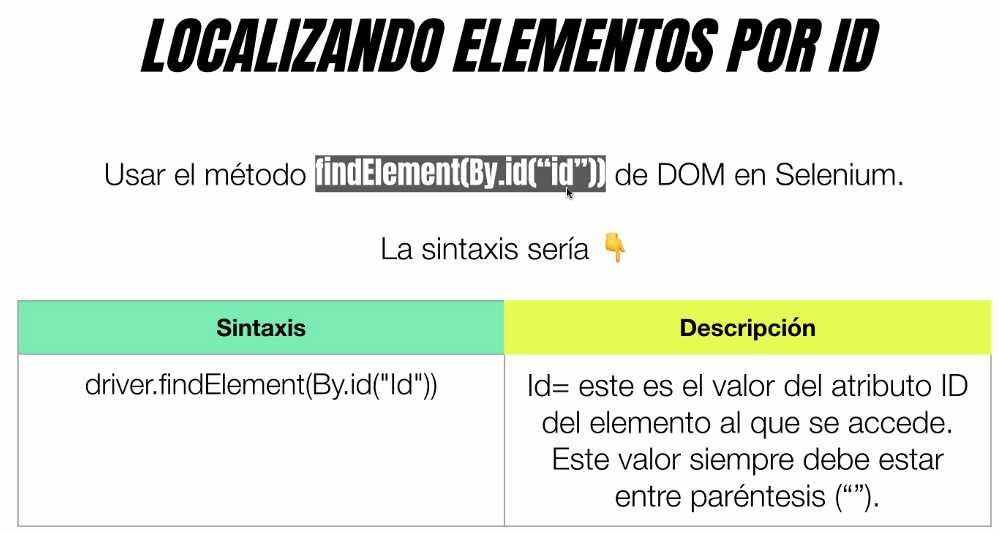 LOCALIZANDO ELEMENTOS POR ID
Usar el método findElement(By.id(“id”)) de DOM en Selenium.
La sintaxis sería 👇
Sintaxis
Descripción
driver.findElement(By.id("Id"))
Id= este es el valor del atributo ID
del elemento al que se accede.
Este valor siempre debe estar
entre paréntesis (“”).